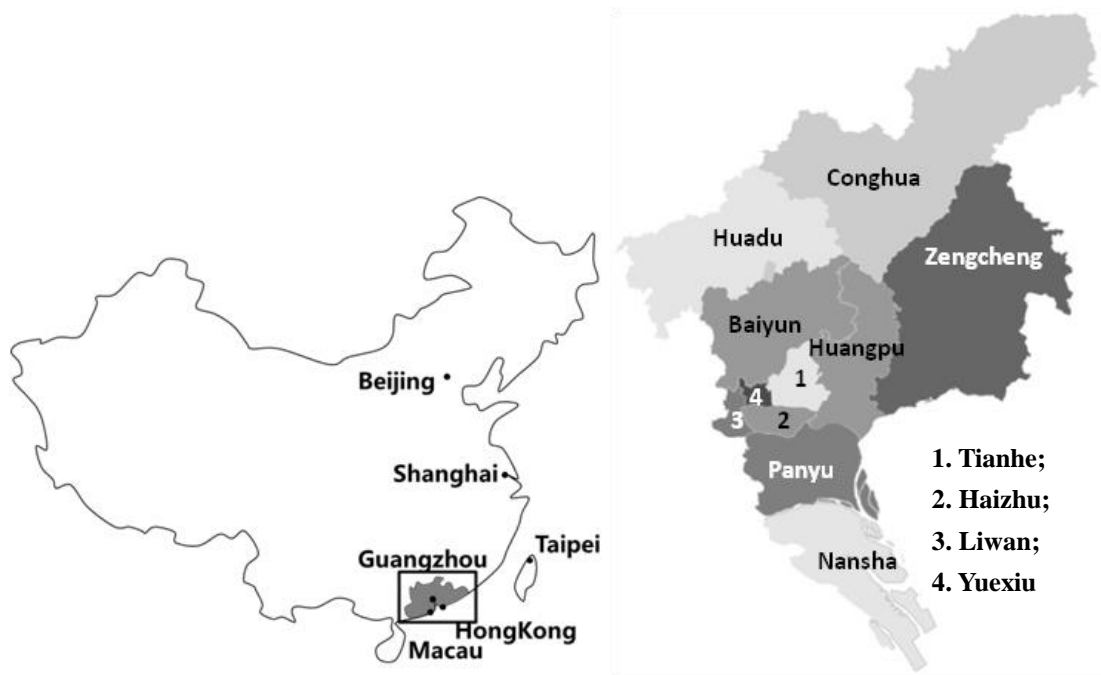 Beijing
Shanghai
Guangzhou
Taipei
HongKong
Macau
Conghua
Huadu
Zengcheng
Baiyun
Huangpu
1
4
3
2
Panyu
Nansha
1. Tianhe;
2. Haizhu;
3. Liwan;
4. Yuexiu